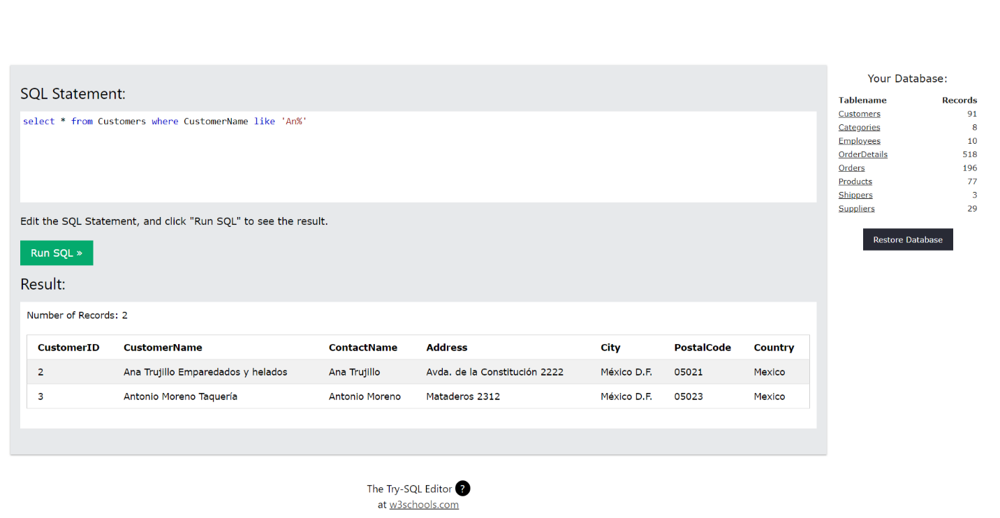 SQL Statement:
select * from Customers where CustomerName like 'An%'
Edit the SQL Statement, and click "Run SQL" to see the result.
Run SQL »
Result:
Number of Records: 2
CustomerID CustomerName ContactName Address City PostalCode Country
2 Ana Trujillo Emparedados y helados Ana Trujillo Avda. de la Constitución 2222 México D.F. 05021 Mexico
3 Antonio Moreno Taquería Antonio Moreno Mataderos 2312 México D.F. 05023 Mexico
Your Database:
Tablename Records
Customers 91
Categories 8
Employees 10
OrderDetails 518
Orders 196
Products 77
Shippers 3
Suppliers 29
Restore Database
The Try-SQL Editor ?
at w3schools.com